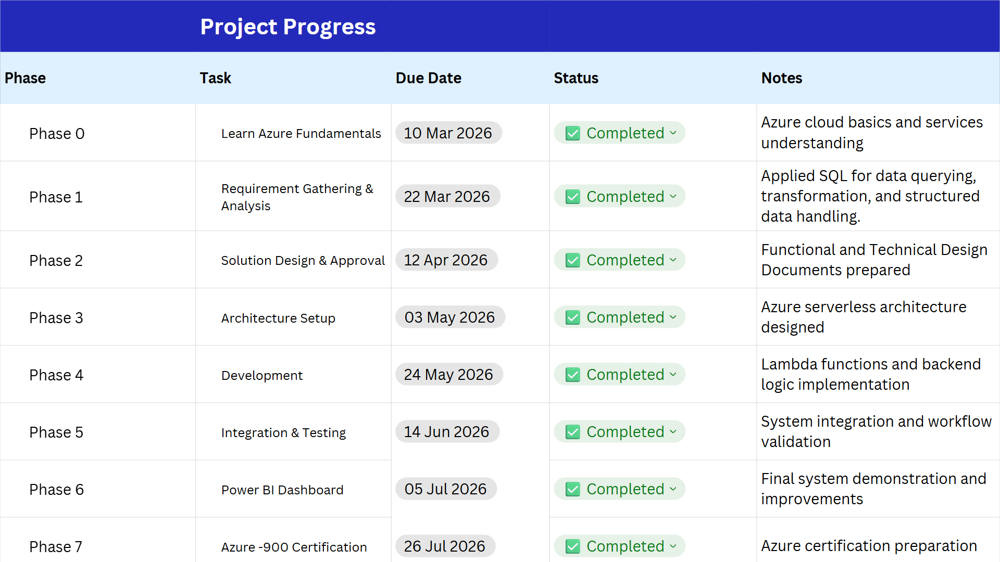 Project Progress
Phase Task Due Date Status Notes
Phase 0 Learn Azure Fundamentals 10 Mar 2026 ✅ Completed Azure cloud basics and services
understanding
Phase 1 Requirement Gathering & 22 Mar 2026 ✅ Completed Applied SQL for data querying,
Analysis transformation, and structured
data handling.
Phase 2 Solution Design & Approval 12 Apr 2026 ✅ Completed Functional and Technical Design
Documents prepared
Phase 3 Architecture Setup 03 May 2026 ✅ Completed Azure serverless architecture
designed
Phase 4 Development 24 May 2026 ✅ Completed Lambda functions and backend
logic implementation
Phase 5 Integration & Testing 14 Jun 2026 ✅ Completed System integration and workflow
validation
Phase 6 Power BI Dashboard 05 Jul 2026 ✅ Completed Final system demonstration and
improvements
Phase 7 Azure -900 Certification 26 Jul 2026 ✅ Completed Azure certification preparation